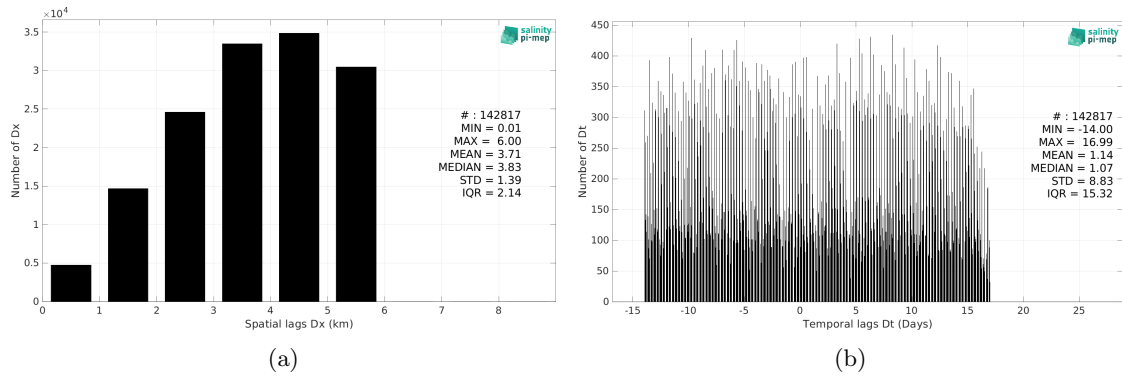 ×10⁴
3.5
3
2.5
2
1.5
1
0.5
0
0 1 2 3 4 5 6 7 8
Number of Dx
Spatial lags Dx (km)
salinity
pi-mep
# : 142817
MIN = 0.01
MAX = 6.00
MEAN = 3.71
MEDIAN = 3.83
STD = 1.39
IQR = 2.14
(a)
450
400
350
300
250
200
150
100
50
0
-15 -10 -5 0 5 10 15 20 25
Number of Dt
Temporal lags Dt (Days)
salinity
pi-mep
# : 142817
MIN = -14.00
MAX = 16.99
MEAN = 1.14
MEDIAN = 1.07
STD = 8.83
IQR = 15.32
(b)